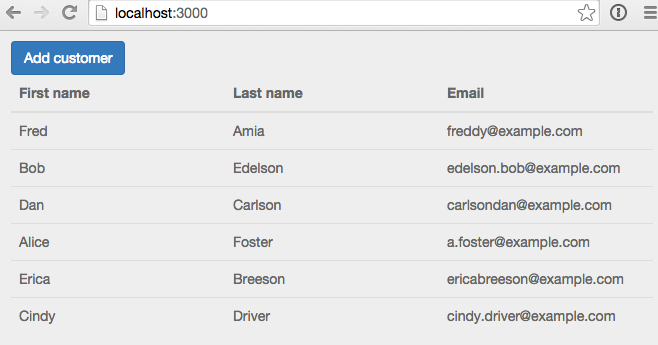 localhost:3000
Add customer
First name Last name Email
Fred Amia freddy@example.com
Bob Edelson edelson.bob@example.com
Dan Carlson carlsondan@example.com
Alice Foster a.foster@example.com
Erica Breeson ericabreeson@example.com
Cindy Driver cindy.driver@example.com